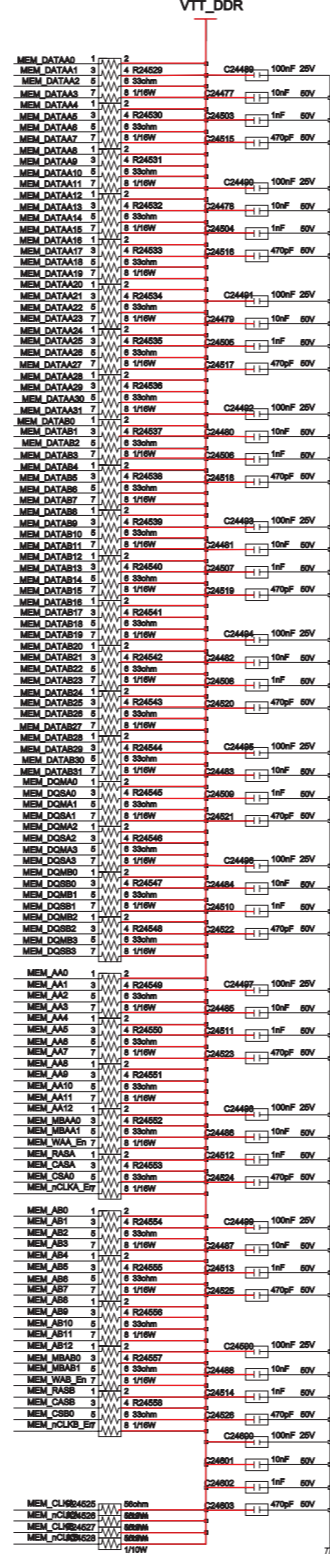 VTT_DDR
MEM_DATAA0 1 2
MEM_DATAA1 3 4 R24529 C24489 100nF 25V
MEM_DATAA2 5 6 33ohm
MEM_DATAA3 7 8 1/16W C24477 10nF 50V
MEM_DATAA4 1 2
MEM_DATAA5 3 4 R24530 C24503 1nF 50V
MEM_DATAA6 5 6 33ohm
MEM_DATAA7 7 8 1/16W C24515 470pF 50V
MEM_DATAA8 1 2
MEM_DATAA9 3 4 R24531
MEM_DATAA10 5 6 33ohm
MEM_DATAA11 7 8 1/16W C24490 100nF 25V
MEM_DATAA12 1 2
MEM_DATAA13 3 4 R24532 C24478 10nF 50V
MEM_DATAA14 5 6 33ohm
MEM_DATAA15 7 8 1/16W C24504 1nF 50V
MEM_DATAA16 1 2
MEM_DATAA17 3 4 R24533 C24516 470pF 50V
MEM_DATAA18 5 6 33ohm
MEM_DATAA19 7 8 1/16W
MEM_DATAA20 1 2
MEM_DATAA21 3 4 R24534 C24491 100nF 25V
MEM_DATAA22 5 6 33ohm
MEM_DATAA23 7 8 1/16W C24479 10nF 50V
MEM_DATAA24 1 2
MEM_DATAA25 3 4 R24535 C24505 1nF 50V
MEM_DATAA26 5 6 33ohm
MEM_DATAA27 7 8 1/16W C24517 470pF 50V
MEM_DATAA28 1 2
MEM_DATAA29 3 4 R24536
MEM_DATAA30 5 6 33ohm
MEM_DATAA31 7 8 1/16W C24492 100nF 25V
MEM_DATAB0 1 2
MEM_DATAB1 3 4 R24537 C24480 10nF 50V
MEM_DATAB2 5 6 33ohm
MEM_DATAB3 7 8 1/16W C24506 1nF 50V
MEM_DATAB4 1 2
MEM_DATAB5 3 4 R24538 C24518 470pF 50V
MEM_DATAB6 5 6 33ohm
MEM_DATAB7 7 8 1/16W
MEM_DATAB8 1 2
MEM_DATAB9 3 4 R24539 C24493 100nF 25V
MEM_DATAB10 5 6 33ohm
MEM_DATAB11 7 8 1/16W C24481 10nF 50V
MEM_DATAB12 1 2
MEM_DATAB13 3 4 R24540 C24507 1nF 50V
MEM_DATAB14 5 6 33ohm
MEM_DATAB15 7 8 1/16W C24519 470pF 50V
MEM_DATAB16 1 2
MEM_DATAB17 3 4 R24541
MEM_DATAB18 5 6 33ohm
MEM_DATAB19 7 8 1/16W C24494 100nF 25V
MEM_DATAB20 1 2
MEM_DATAB21 3 4 R24542 C24482 10nF 50V
MEM_DATAB22 5 6 33ohm
MEM_DATAB23 7 8 1/16W C24508 1nF 50V
MEM_DATAB24 1 2
MEM_DATAB25 3 4 R24543 C24520 470pF 50V
MEM_DATAB26 5 6 33ohm
MEM_DATAB27 7 8 1/16W
MEM_DATAB28 1 2
MEM_DATAB29 3 4 R24544 C24495 100nF 25V
MEM_DATAB30 5 6 33ohm
MEM_DATAB31 7 8 1/16W C24483 10nF 50V
MEM_DQMA0 1 2
MEM_DQSA0 3 4 R24545 C24509 1nF 50V
MEM_DQMA1 5 6 33ohm
MEM_DQSA1 7 8 1/16W C24521 470pF 50V
MEM_DQMA2 1 2
MEM_DQSA2 3 4 R24546
MEM_DQMA3 5 6 33ohm
MEM_DQSA3 7 8 1/16W C24496 100nF 25V
MEM_DQMB0 1 2
MEM_DQSB0 3 4 R24547 C24484 10nF 50V
MEM_DQMB1 5 6 33ohm
MEM_DQSB1 7 8 1/16W C24510 1nF 50V
MEM_DQMB2 1 2
MEM_DQSB2 3 4 R24548 C24522 470pF 50V
MEM_DQMB3 5 6 33ohm
MEM_DQSB3 7 8 1/16W
MEM_AA0 1 2
MEM_AA1 3 4 R24549 C24497 100nF 25V
MEM_AA2 5 6 33ohm
MEM_AA3 7 8 1/16W C24485 10nF 50V
MEM_AA4 1 2
MEM_AA5 3 4 R24550 C24511 1nF 50V
MEM_AA6 5 6 33ohm
MEM_AA7 7 8 1/16W C24523 470pF 50V
MEM_AA8 1 2
MEM_AA9 3 4 R24551
MEM_AA10 5 6 33ohm
MEM_AA11 7 8 1/16W
MEM_AA12 1 2 C24498 100nF 25V
MEM_MBAA0 3 4 R24552
MEM_MBAA1 5 6 33ohm C24486 10nF 50V
MEM_WAA_En 7 8 1/16W
MEM_RASA 1 2 C24512 1nF 50V
MEM_CASA 3 4 R24553
MEM_CSA0 5 6 33ohm C24524 470pF 50V
MEM_nCLKA_En 7 8 1/16W
MEM_AB0 1 2
MEM_AB1 3 4 R24554 C24499 100nF 25V
MEM_AB2 5 6 33ohm
MEM_AB3 7 8 1/16W C24487 10nF 50V
MEM_AB4 1 2
MEM_AB5 3 4 R24555 C24513 1nF 50V
MEM_AB6 5 6 33ohm
MEM_AB7 7 8 1/16W C24525 470pF 50V
MEM_AB8 1 2
MEM_AB9 3 4 R24556
MEM_AB10 5 6 33ohm
MEM_AB11 7 8 1/16W
MEM_AB12 1 2 C24500 100nF 25V
MEM_MBAB0 3 4 R24557
MEM_MBAB1 5 6 33ohm C24488 10nF 50V
MEM_WAB_En 7 8 1/16W
MEM_RASB 1 2 C24514 1nF 50V
MEM_CASB 3 4 R24558
MEM_CSB0 5 6 33ohm C24526 470pF 50V
MEM_nCLKB_En 7 8 1/16W
C24600 100nF 25V
C24601 10nF 50V
C24602 1nF 50V
R24525 56ohm C24603 470pF 50V
R24526
R24527
R24528
1/10W